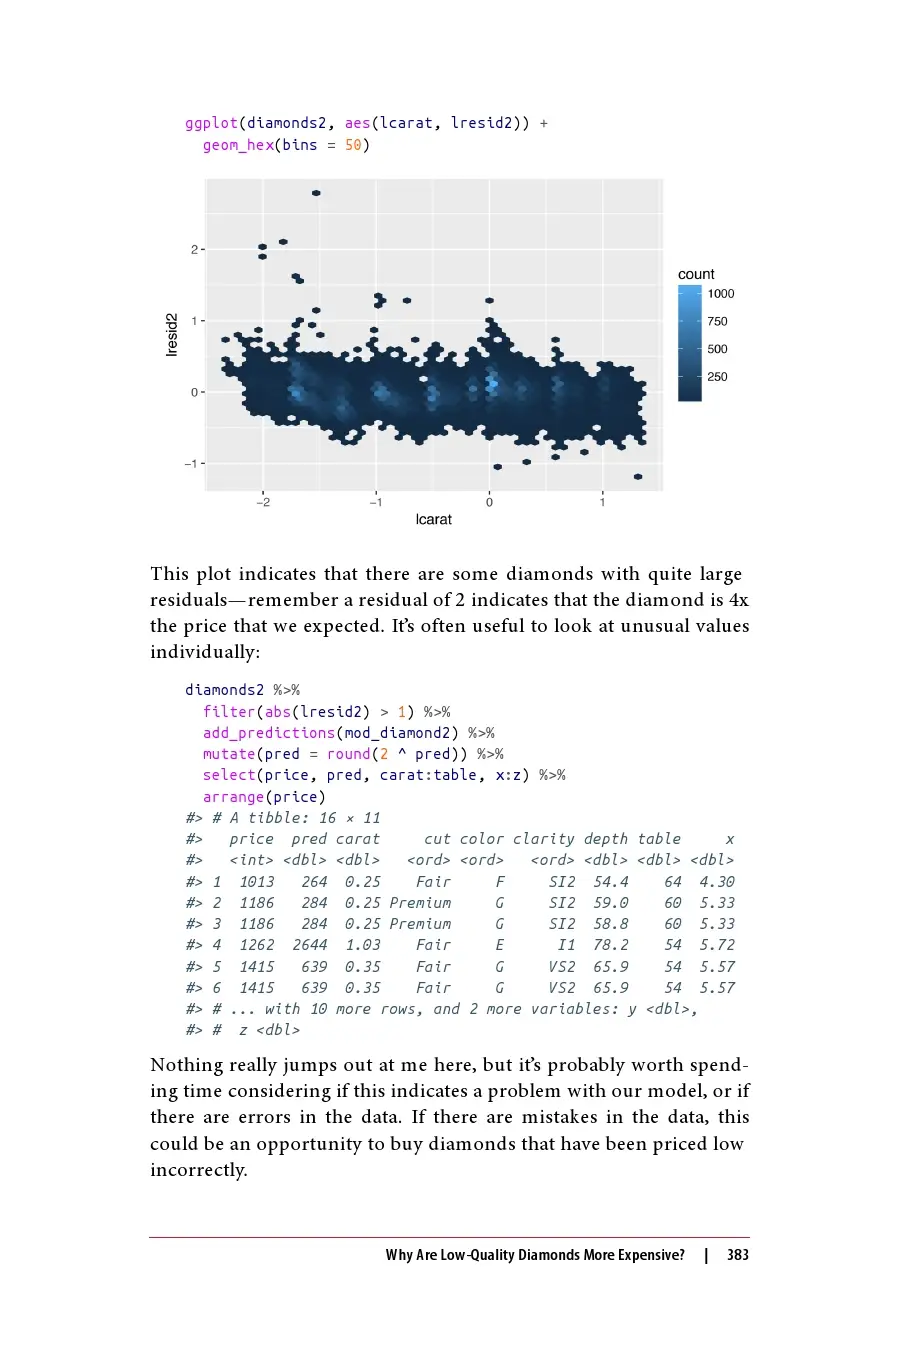 ggplot(diamonds2, aes(lcarat, lresid2)) +
  geom_hex(bins = 50)
2
1
0
−1
lresid2
−2
−1
0
1
lcarat
count
1000
750
500
250
This plot indicates that there are some diamonds with quite large
residuals—remember a residual of 2 indicates that the diamond is 4x
the price that we expected. It’s often useful to look at unusual values
individually:
diamonds2 %>%
  filter(abs(lresid2) > 1) %>%
  add_predictions(mod_diamond2) %>%
  mutate(pred = round(2 ^ pred)) %>%
  select(price, pred, carat:table, x:z) %>%
  arrange(price)
#> # A tibble: 16 × 11
#>   price  pred carat     cut color clarity depth table     x
#>   <int> <dbl> <dbl>   <ord> <ord>   <ord> <dbl> <dbl> <dbl>
#> 1  1013   264  0.25    Fair     F     SI2  54.4    64  4.30
#> 2  1186   284  0.25 Premium     G     SI2  59.0    60  5.33
#> 3  1186   284  0.25 Premium     G     SI2  58.8    60  5.33
#> 4  1262  2644  1.03    Fair     E      I1  78.2    54  5.72
#> 5  1415   639  0.35    Fair     G     VS2  65.9    54  5.57
#> 6  1415   639  0.35    Fair     G     VS2  65.9    54  5.57
#> # ... with 10 more rows, and 2 more variables: y <dbl>,
#> #  z <dbl>
Nothing really jumps out at me here, but it’s probably worth spend-
ing time considering if this indicates a problem with our model, or if
there are errors in the data. If there are mistakes in the data, this
could be an opportunity to buy diamonds that have been priced low
incorrectly.
Why Are Low-Quality Diamonds More Expensive? | 383